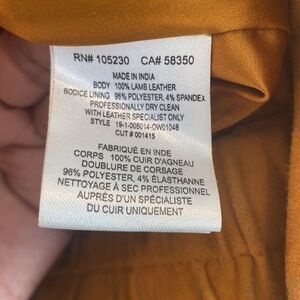 RN# 105230 CA# 58350
MADE IN INDIA
BODY 100% LAMB LEATHER
BODICE LINING 96% POLYESTER, 4% SPANDEX
PROFESSIONALLY DRY CLEAN
WITH LEATHER SPECIALIST ONLY
STYLE 19-1-005014-OW01046
CUT # 001415
FABRIQUÉ EN INDE
CORPS 100% CUIR D'AGNEAU
DOUBLURE DE CORSAGE
96% POLYESTER, 4% ÉLASTHANNE
NETTOYAGE À SEC PROFESSIONNEL
AUPRÈS D'UN SPÉCIALISTE
DU CUIR UNIQUEMENT